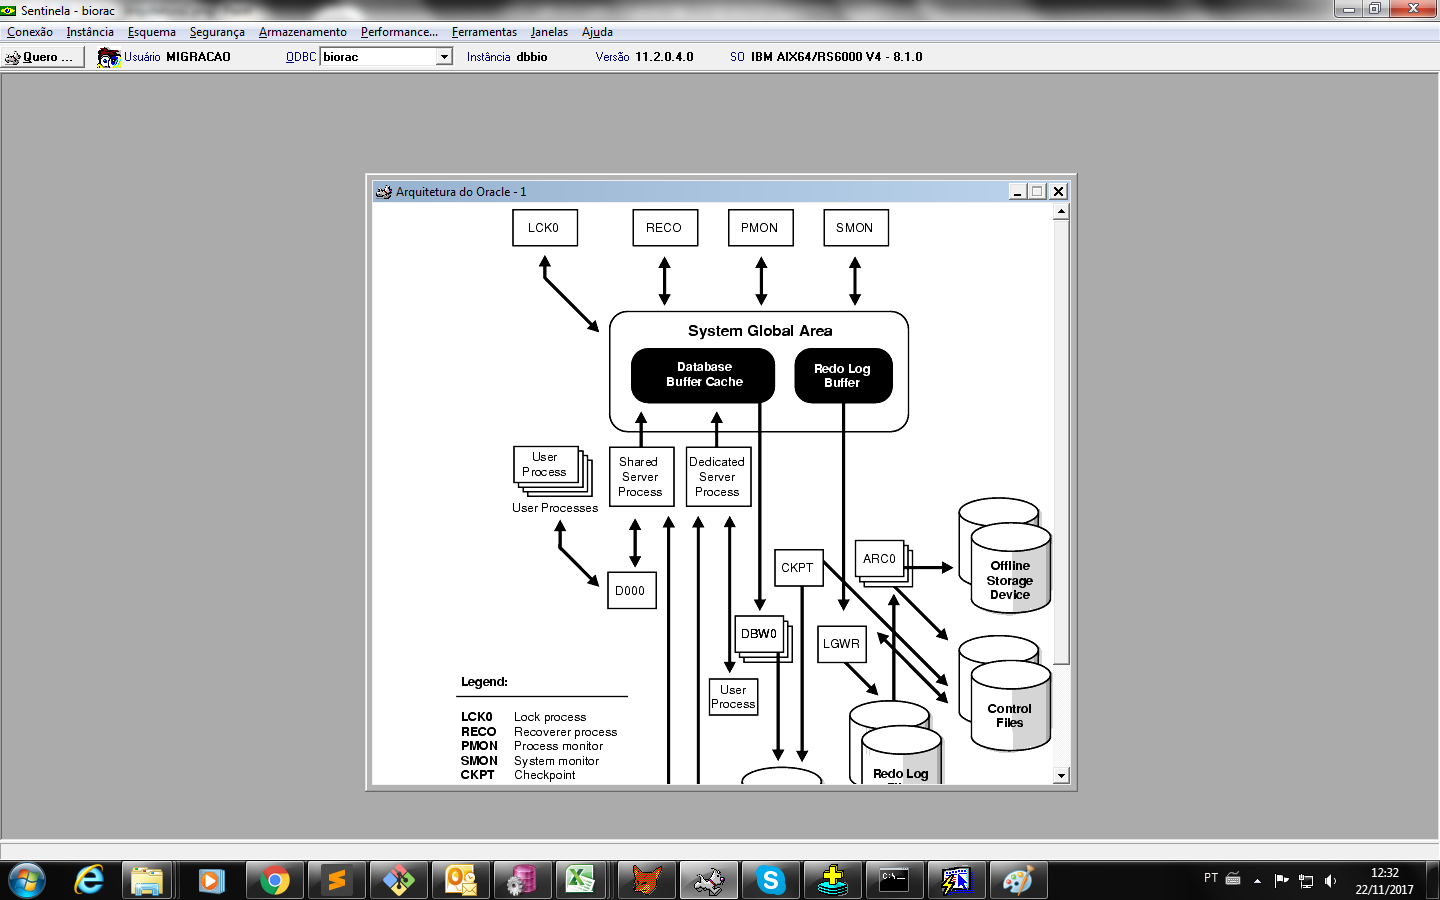 Sentinela - biorac
Conexão Instância Esquema Segurança Armazenamento Performance... Ferramentas Janelas Ajuda
Quero ... Usuário MIGRACAO ODBC biorac Instância dbbio Versão 11.2.0.4.0 SO IBM AIX64/RS6000 V4 - 8.1.0
Arquitetura do Oracle - 1
LCK0 RECO PMON SMON
System Global Area
Database
Buffer Cache
Redo Log
Buffer
User
Process
User Processes
Shared
Server
Process
Dedicated
Server
Process
D000
CKPT
ARC0
Offline
Storage
Device
DBW0
LGWR
User
Process
Control
Files
Redo Log
Legend:
LCK0 Lock process
RECO Recoverer process
PMON Process monitor
SMON System monitor
CKPT Checkpoint
C:\_
PT
12:32
22/11/2017